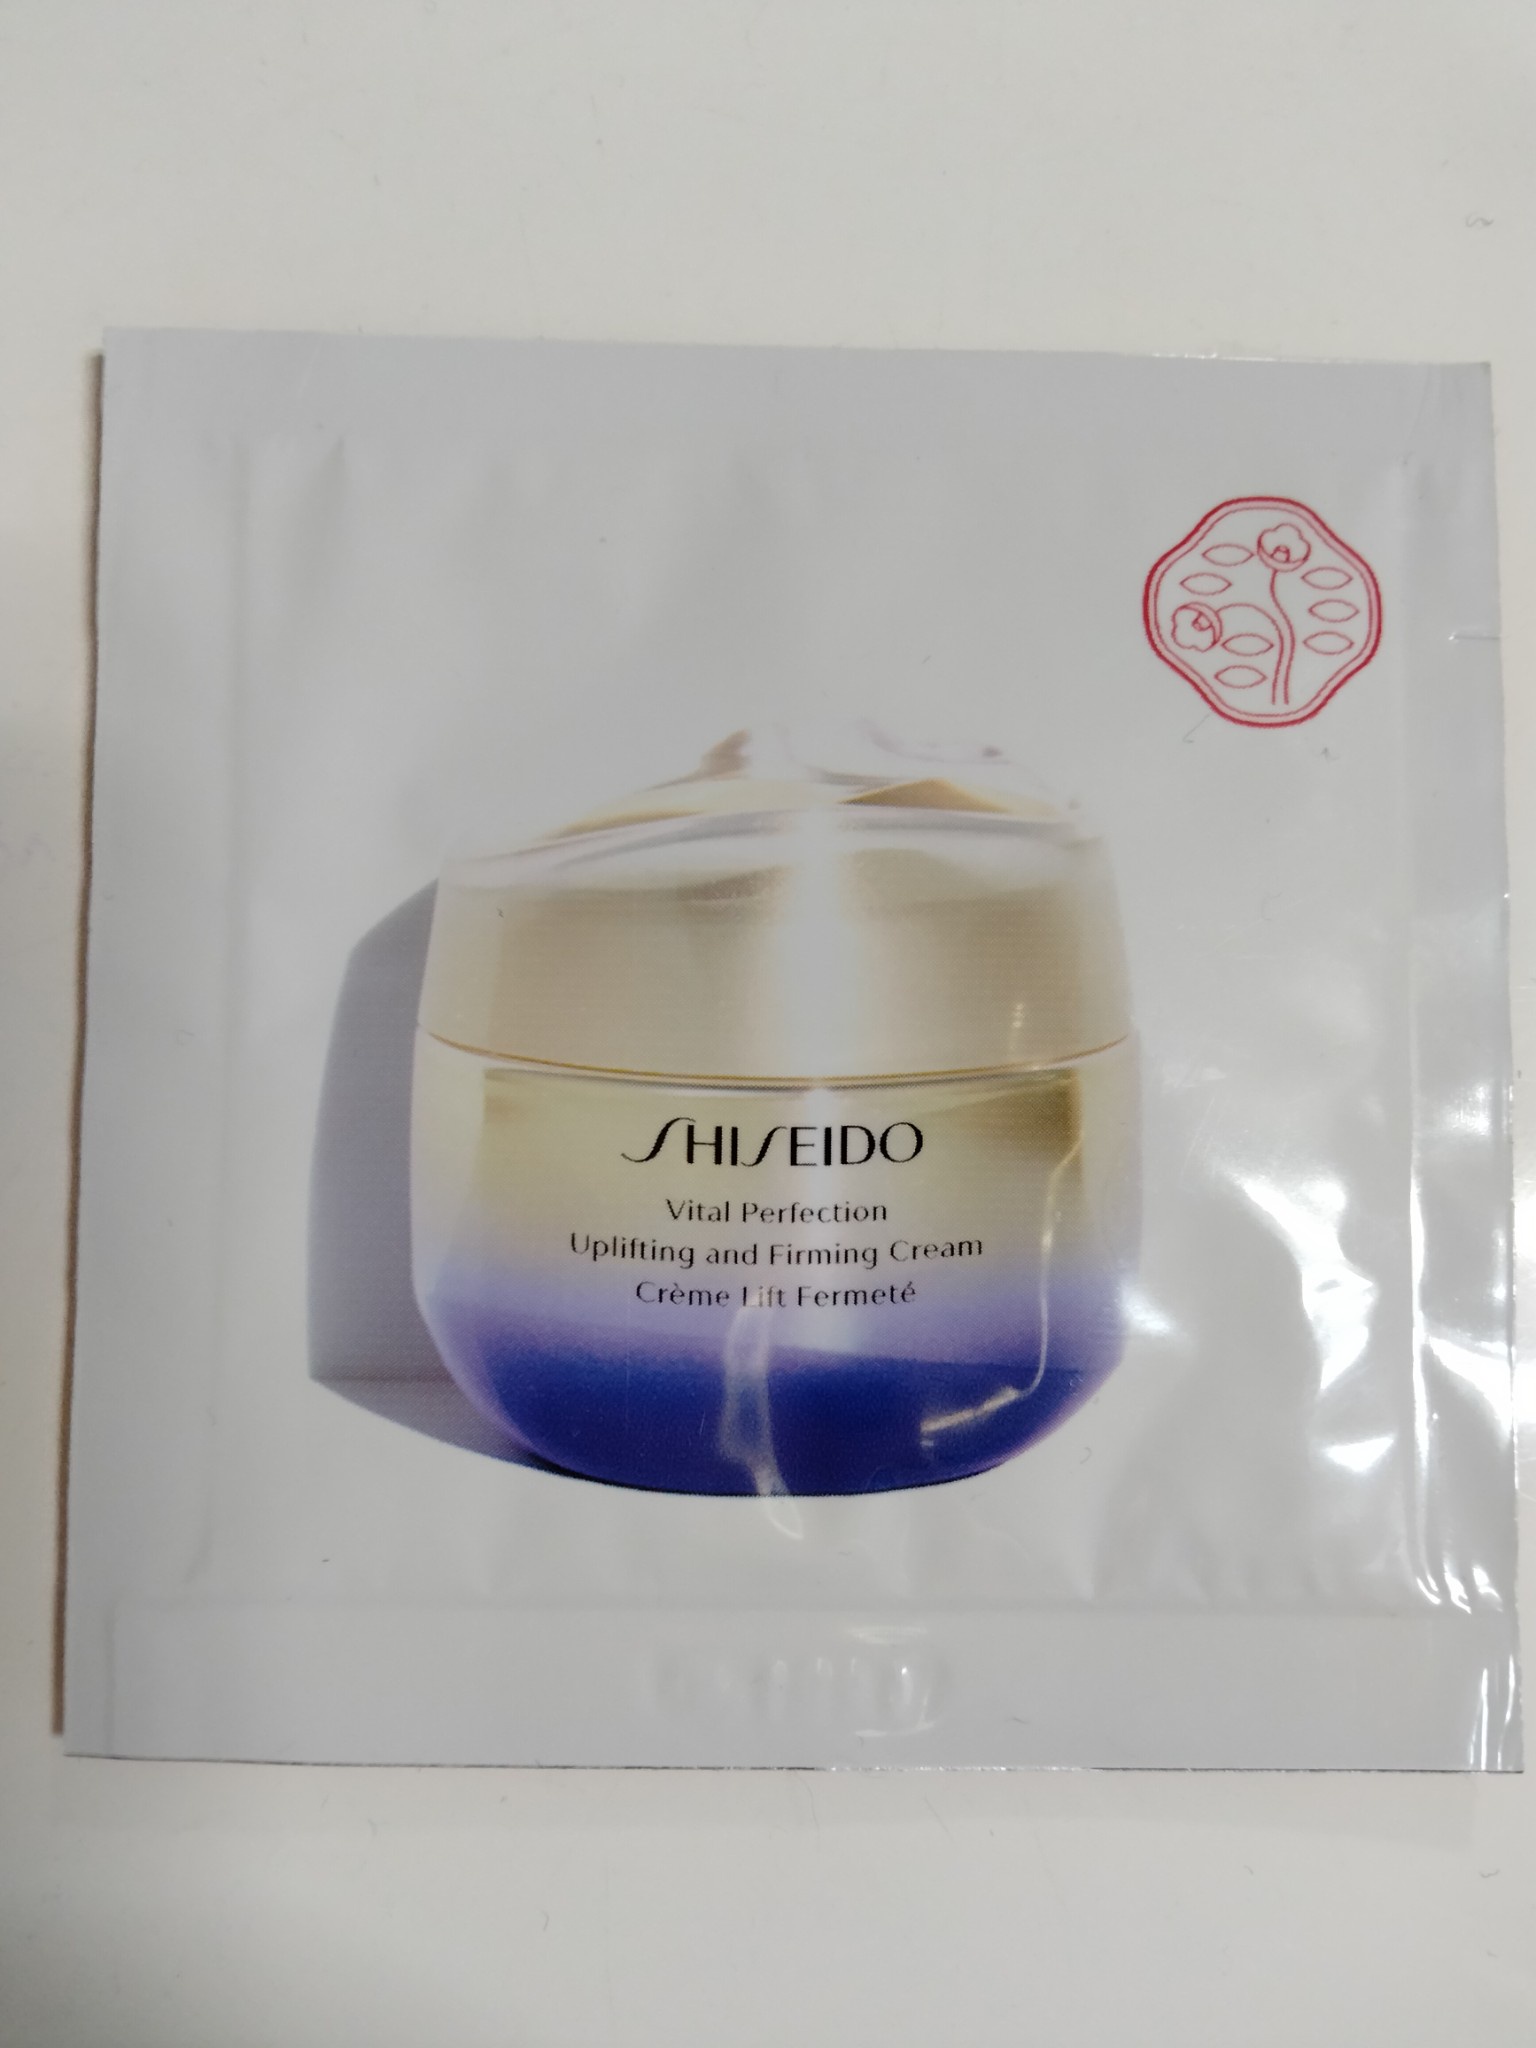 SHISEIDO
Vital Perfection
Uplifting and Firming Cream
Crème Lift Fermeté